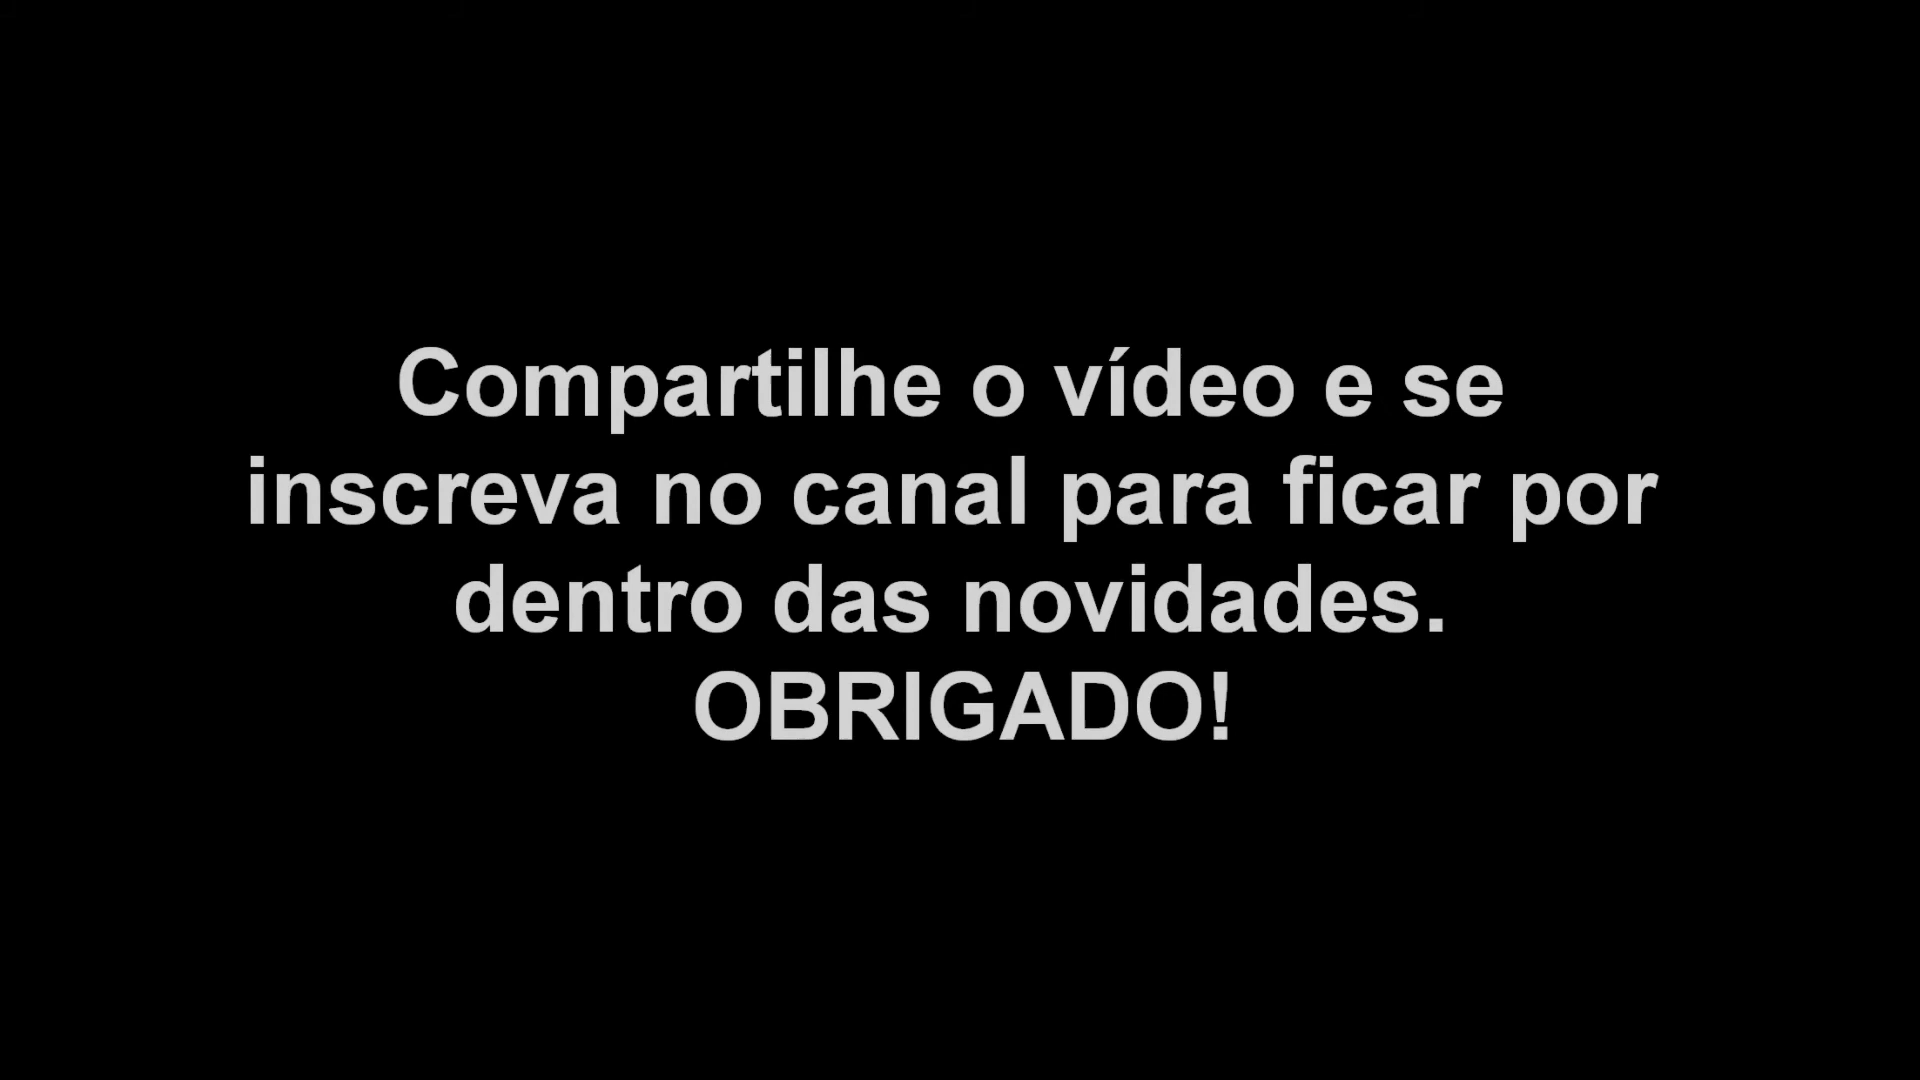 Compartilhe o vídeo e se
inscreva no canal para ficar por
dentro das novidades.
OBRIGADO!